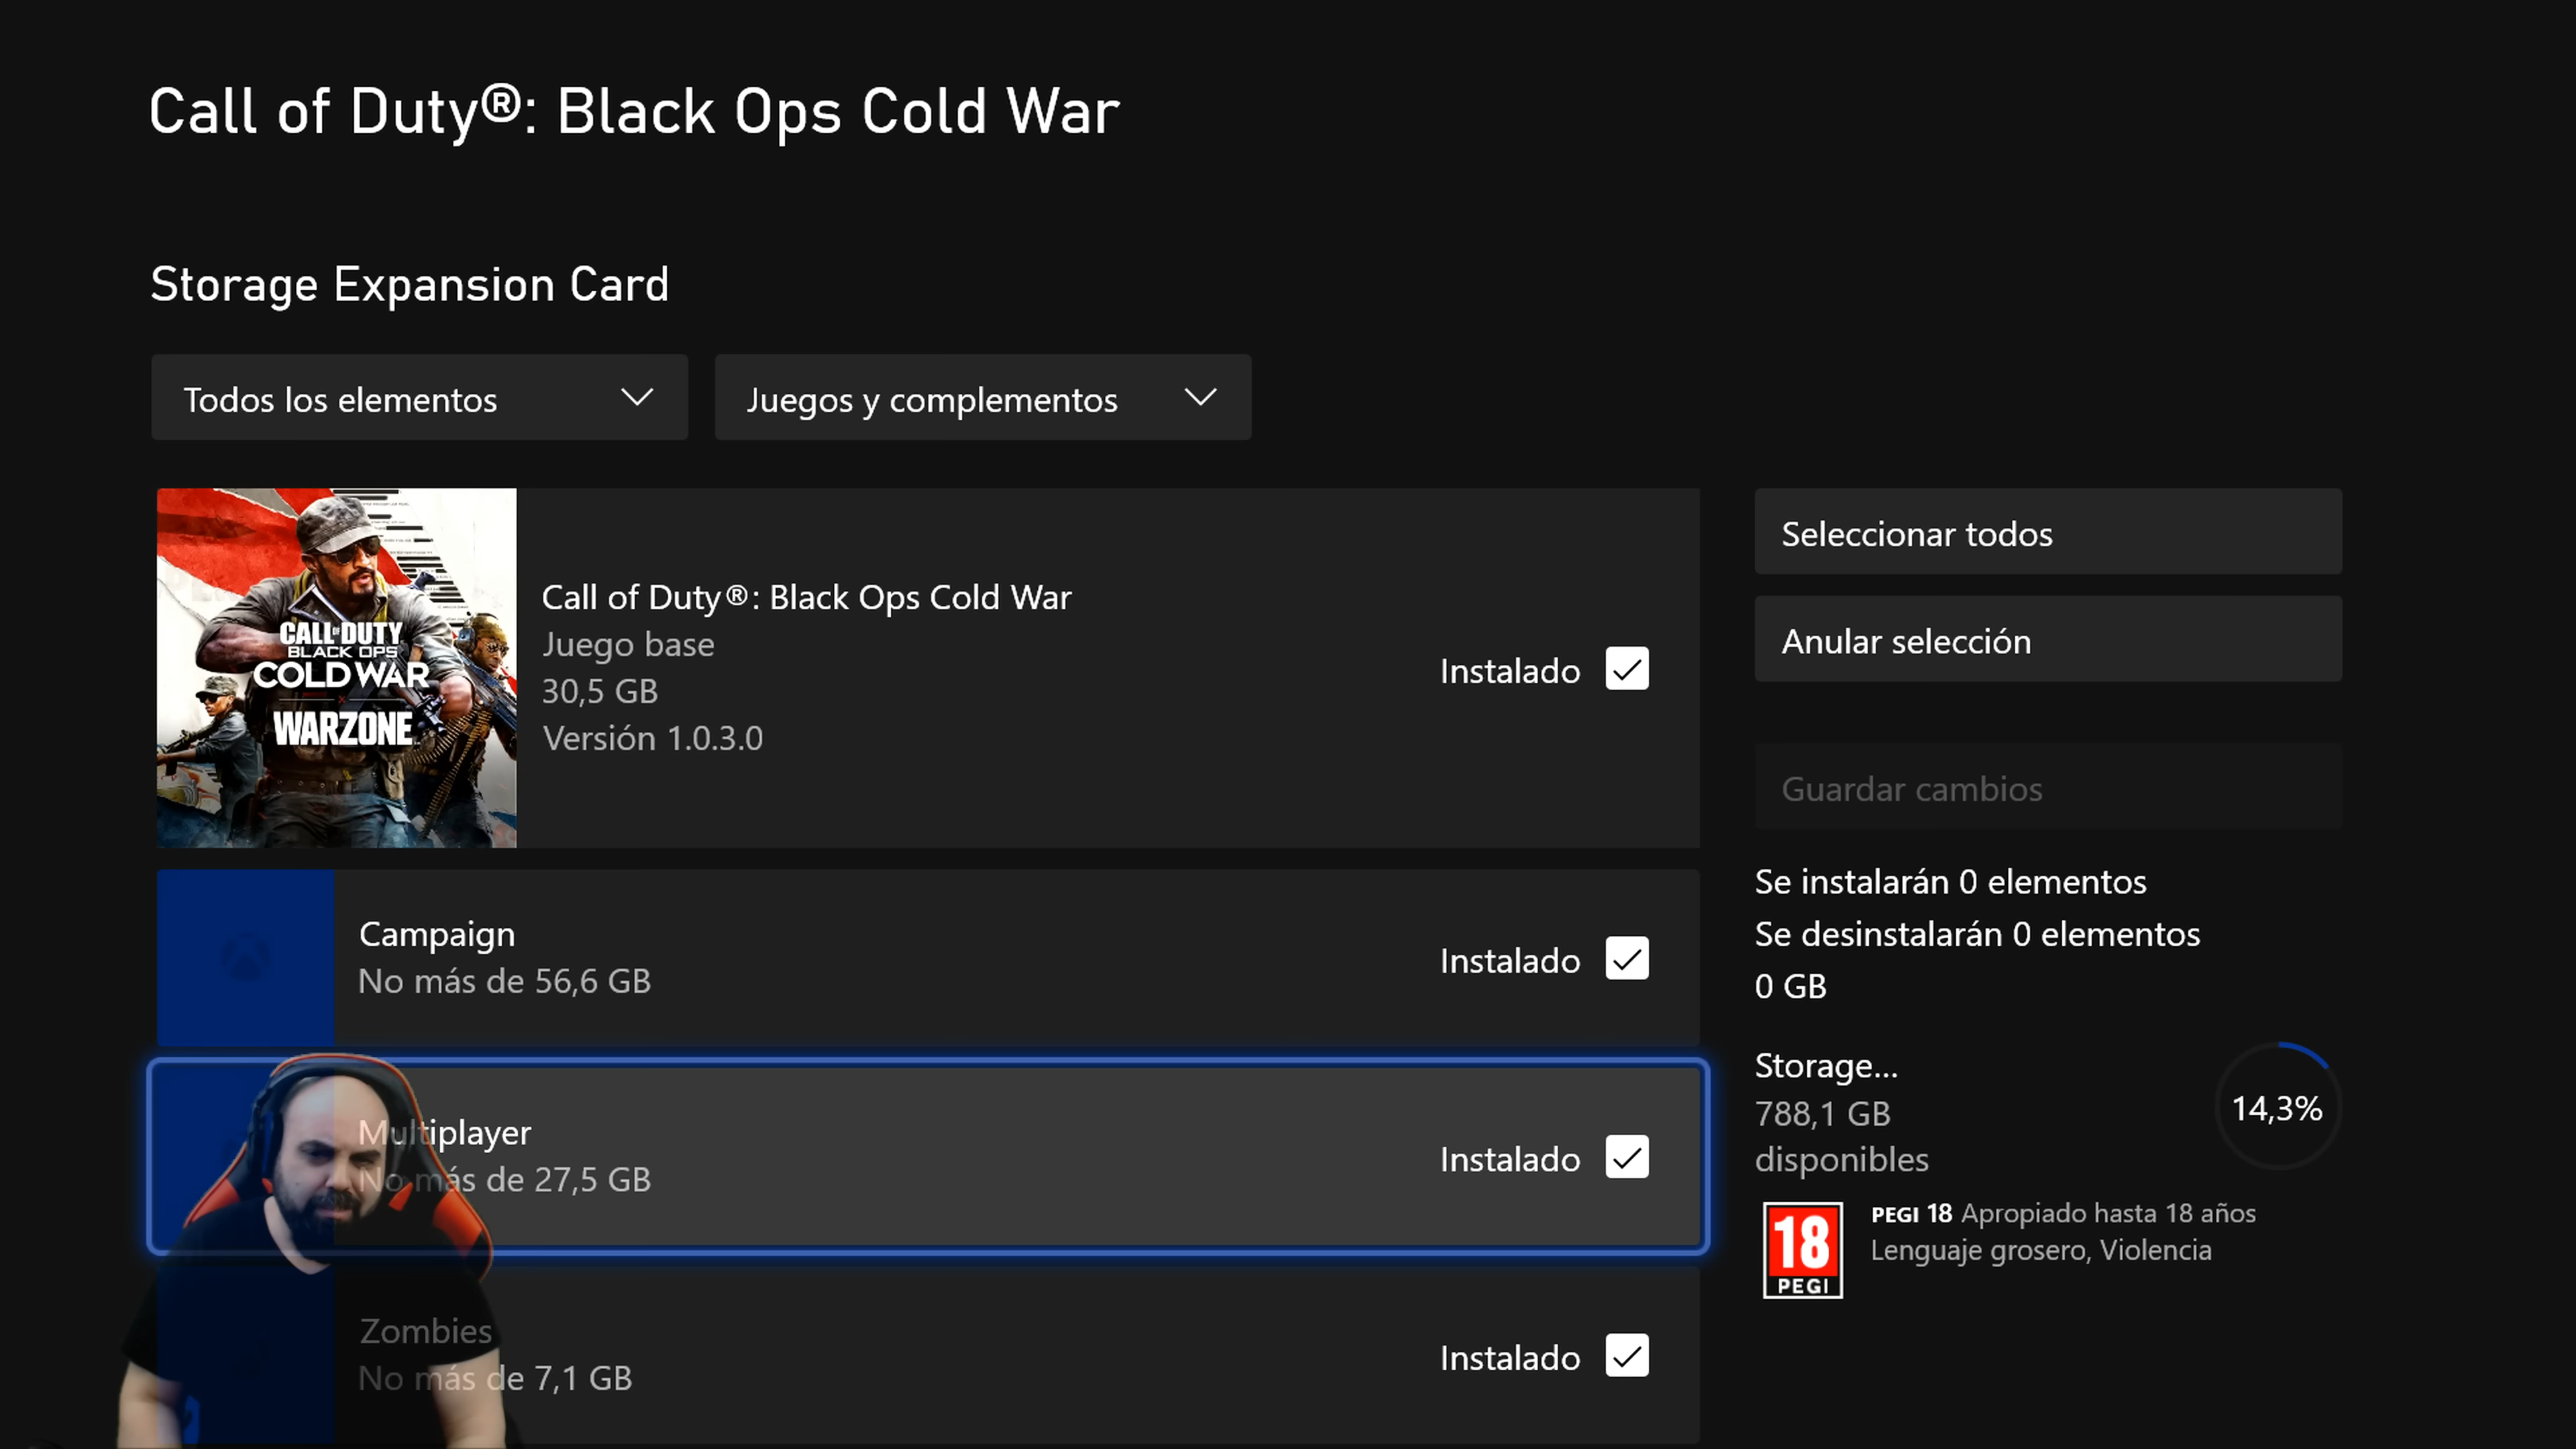 Call of Duty®: Black Ops Cold War
Storage Expansion Card
Todos los elementos
Juegos y complementos
CALL OF DUTY
BLACK OPS
COLD WAR
WARZONE
Call of Duty®: Black Ops Cold War
Juego base
30,5 GB
Versión 1.0.3.0
Instalado
Seleccionar todos
Anular selección
Guardar cambios
Campaign
No más de 56,6 GB
Instalado
Multiplayer
No más de 27,5 GB
Instalado
Zombies
No más de 7,1 GB
Instalado
Se instalarán 0 elementos
Se desinstalarán 0 elementos
0 GB
Storage...
788,1 GB
disponibles
14,3%
18
PEGI
PEGI 18 Apropiado hasta 18 años
Lenguaje grosero, Violencia